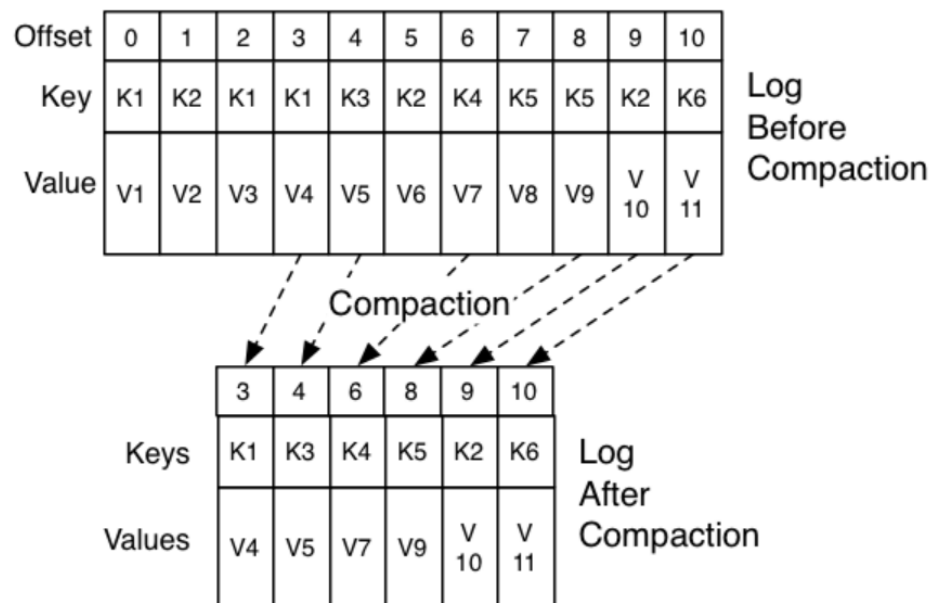 Offset 0 1 2 3 4 5 6 7 8 9 10
Key K1 K2 K1 K1 K3 K2 K4 K5 K5 K2 K6
Value V1 V2 V3 V4 V5 V6 V7 V8 V9 V 10 V 11
Log
Before
Compaction
Compaction
3 4 6 8 9 10
Keys K1 K3 K4 K5 K2 K6
Values V4 V5 V7 V9 V 10 V 11
Log
After
Compaction